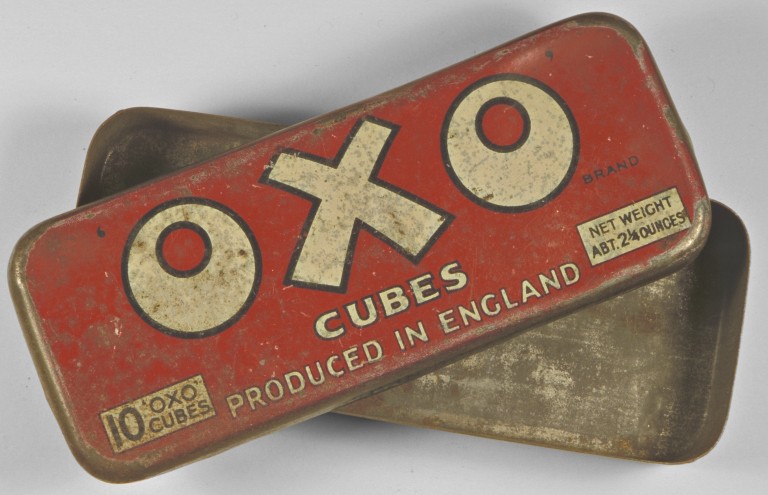 'OXO'
BRAND
CUBES
PRODUCED IN ENGLAND
10 'OXO' CUBES
NET WEIGHT
ABT. 2¼ OUNCES